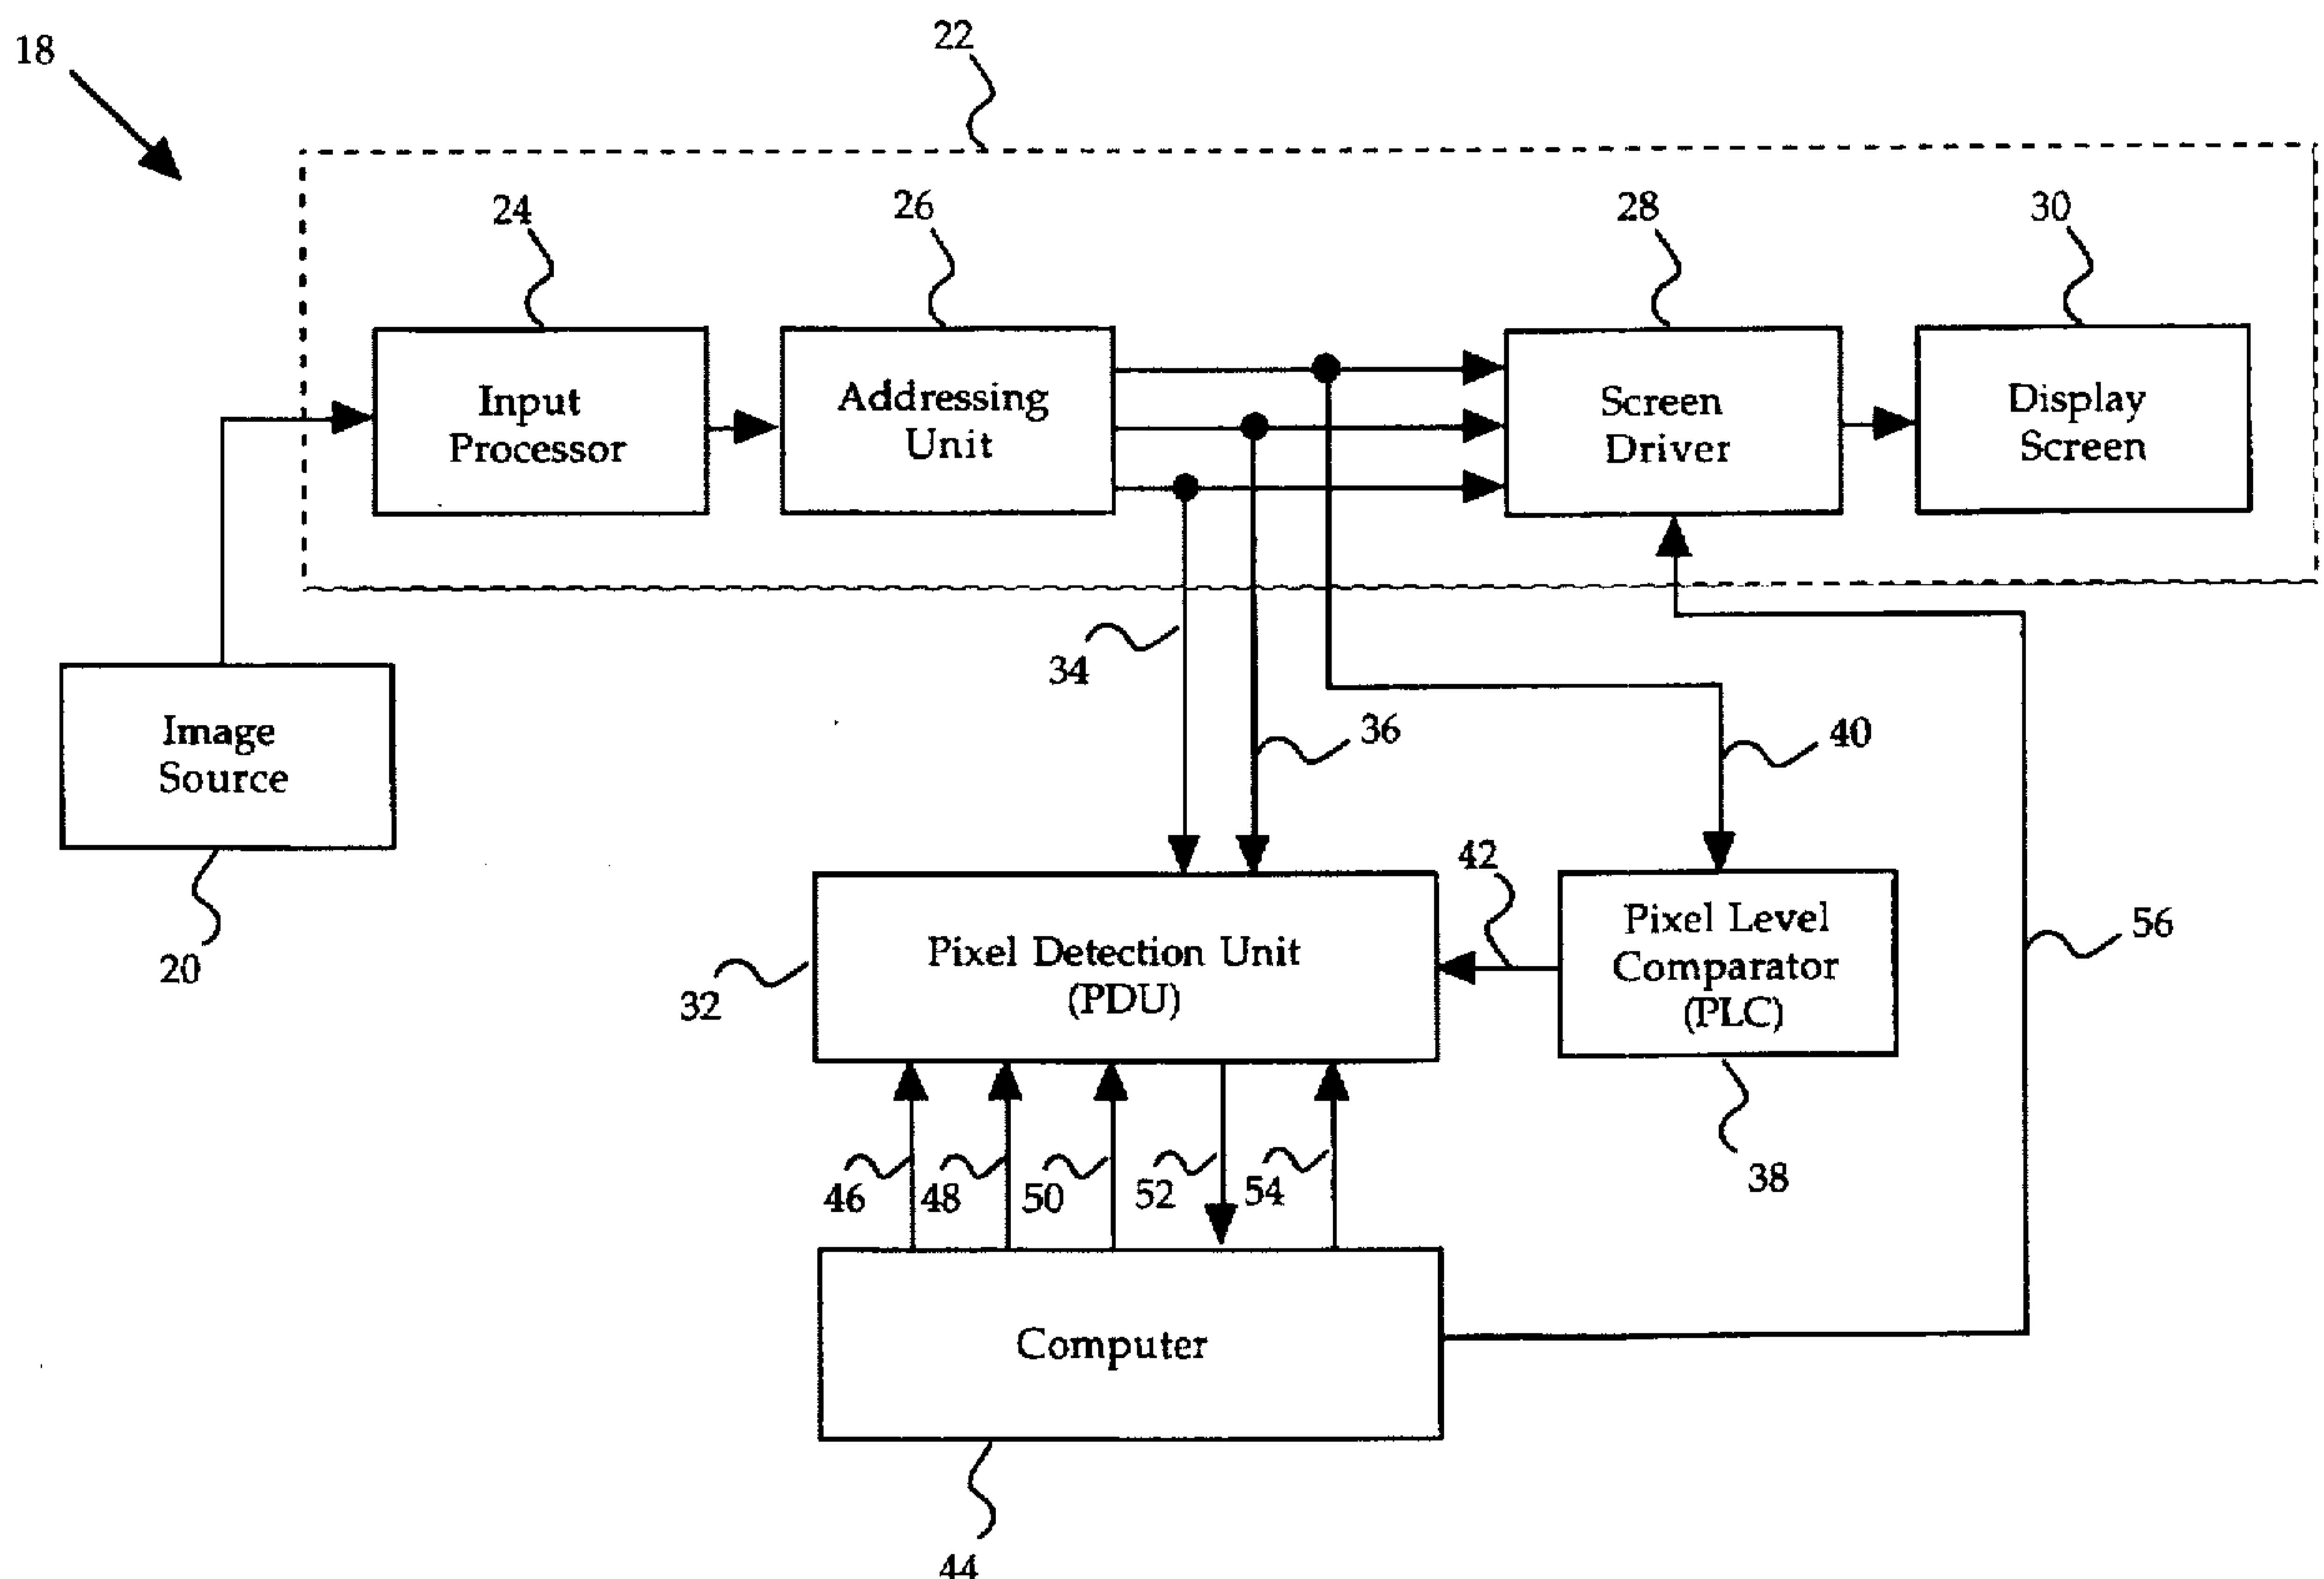 18
22
24
26
28
30
Input
Processor
Addressing
Unit
Screen
Driver
Display
Screen
34
36
40
Image
Source
20
42
56
32
Pixel Detection Unit
(PDU)
Pixel Level
Comparator
(PLC)
38
46
48
50
52
54
Computer
44